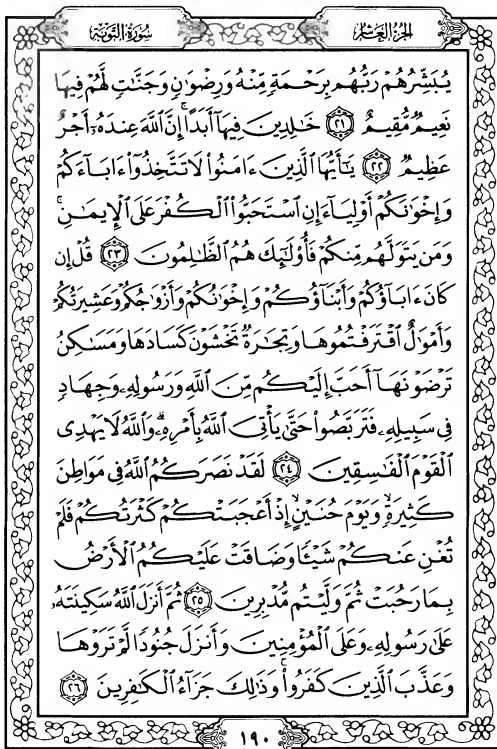 سُورَةُ التَّوْبَةِ
الجُزْءُ العَاشِرُ
يُبَشِّرُهُمْ رَبُّهُم بِرَحْمَةٍ مِّنْهُ وَرِضْوَٰنٍ وَجَنَّٰتٍ لَّهُمْ فِيهَا
نَعِيمٌ مُّقِيمٌ ۝٢١ خَٰلِدِينَ فِيهَآ أَبَدًا ۚ إِنَّ ٱللَّهَ عِندَهُۥٓ أَجْرٌ
عَظِيمٌ ۝٢٢ يَٰٓأَيُّهَا ٱلَّذِينَ ءَامَنُوا۟ لَا تَتَّخِذُوٓا۟ ءَابَآءَكُمْ
وَإِخْوَٰنَكُمْ أَوْلِيَآءَ إِنِ ٱسْتَحَبُّوا۟ ٱلْكُفْرَ عَلَى ٱلْإِيمَٰنِ ۚ
وَمَن يَتَوَلَّهُم مِّنكُمْ فَأُو۟لَٰٓئِكَ هُمُ ٱلظَّٰلِمُونَ ۝٢٣ قُلْ إِن
كَانَ ءَابَآؤُكُمْ وَأَبْنَآؤُكُمْ وَإِخْوَٰنُكُمْ وَأَزْوَٰجُكُمْ وَعَشِيرَتُكُمْ
وَأَمْوَٰلٌ ٱقْتَرَفْتُمُوهَا وَتِجَٰرَةٌ تَخْشَوْنَ كَسَادَهَا وَمَسَٰكِنُ
تَرْضَوْنَهَآ أَحَبَّ إِلَيْكُم مِّنَ ٱللَّهِ وَرَسُولِهِۦ وَجِهَادٍ
فِى سَبِيلِهِۦ فَتَرَبَّصُوا۟ حَتَّىٰ يَأْتِىَ ٱللَّهُ بِأَمْرِهِۦ ۗ وَٱللَّهُ لَا يَهْدِى
ٱلْقَوْمَ ٱلْفَٰسِقِينَ ۝٢٤ لَقَدْ نَصَرَكُمُ ٱللَّهُ فِى مَوَاطِنَ
كَثِيرَةٍ ۙ وَيَوْمَ حُنَيْنٍ ۙ إِذْ أَعْجَبَتْكُمْ كَثْرَتُكُمْ فَلَمْ
تُغْنِ عَنكُمْ شَيْـًٔا وَضَاقَتْ عَلَيْكُمُ ٱلْأَرْضُ
بِمَا رَحُبَتْ ثُمَّ وَلَّيْتُم مُّدْبِرِينَ ۝٢٥ ثُمَّ أَنزَلَ ٱللَّهُ سَكِينَتَهُۥ
عَلَىٰ رَسُولِهِۦ وَعَلَى ٱلْمُؤْمِنِينَ وَأَنزَلَ جُنُودًا لَّمْ تَرَوْهَا
وَعَذَّبَ ٱلَّذِينَ كَفَرُوا۟ ۚ وَذَٰلِكَ جَزَآءُ ٱلْكَٰفِرِينَ ۝٢٦
١٩٠